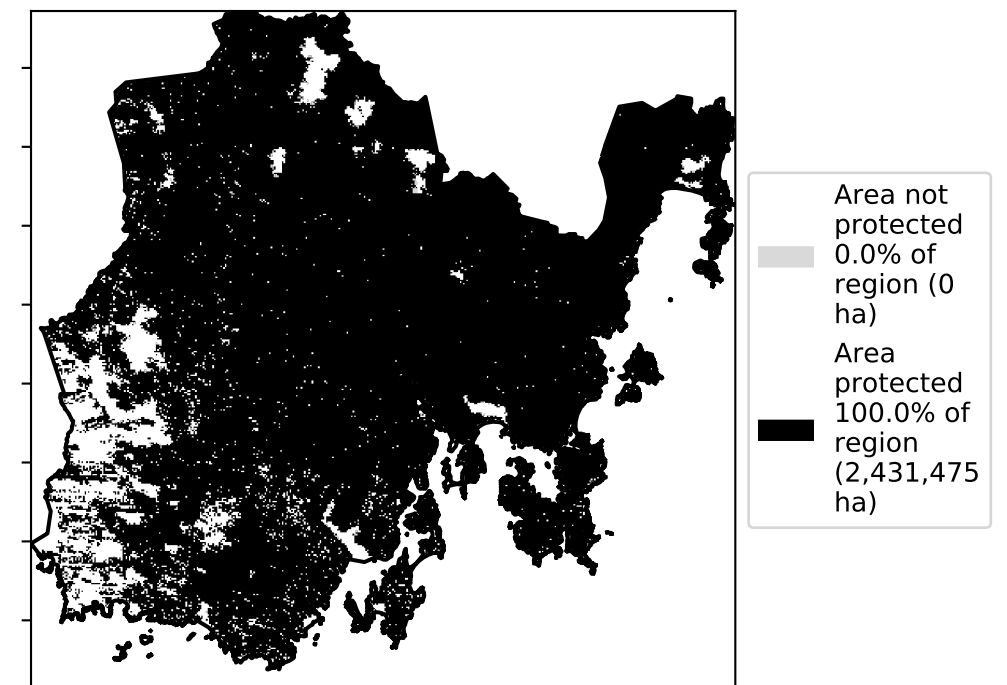 Area not
protected
0.0% of
region (0
ha)
Area
protected
100.0% of
region
(2,431,475
ha)